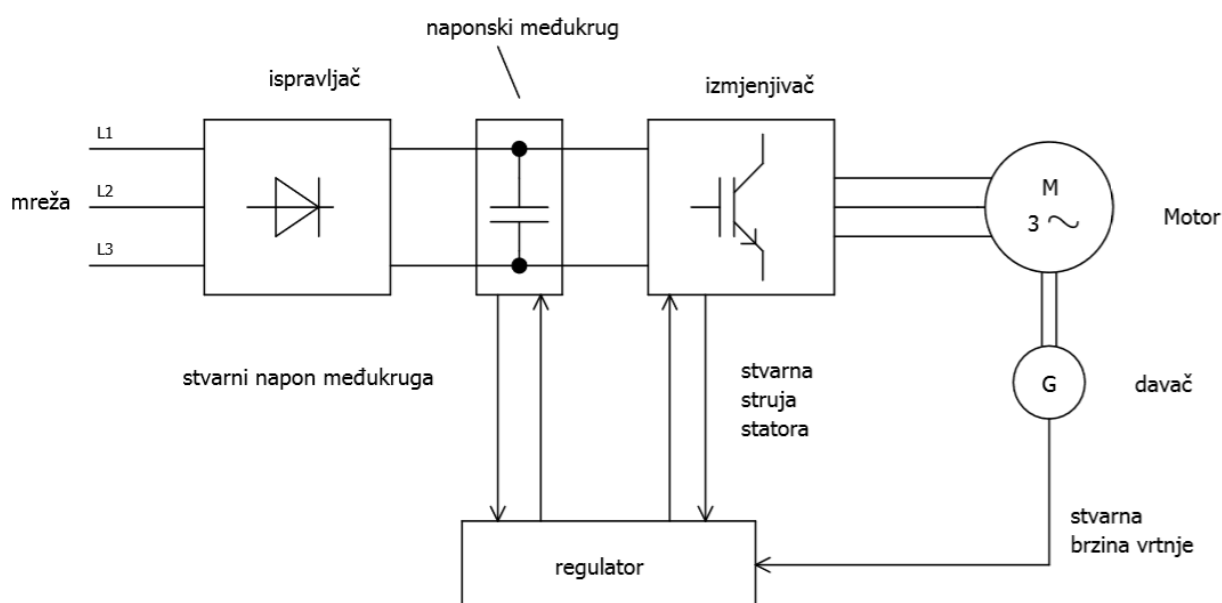 naponski međukrug
ispravljač
izmjenjivač
L1
L2
L3
mreža
M
3
Motor
stvarni napon međukruga
stvarna
struja
statora
G
davač
stvarna
brzina vrtnje
regulator